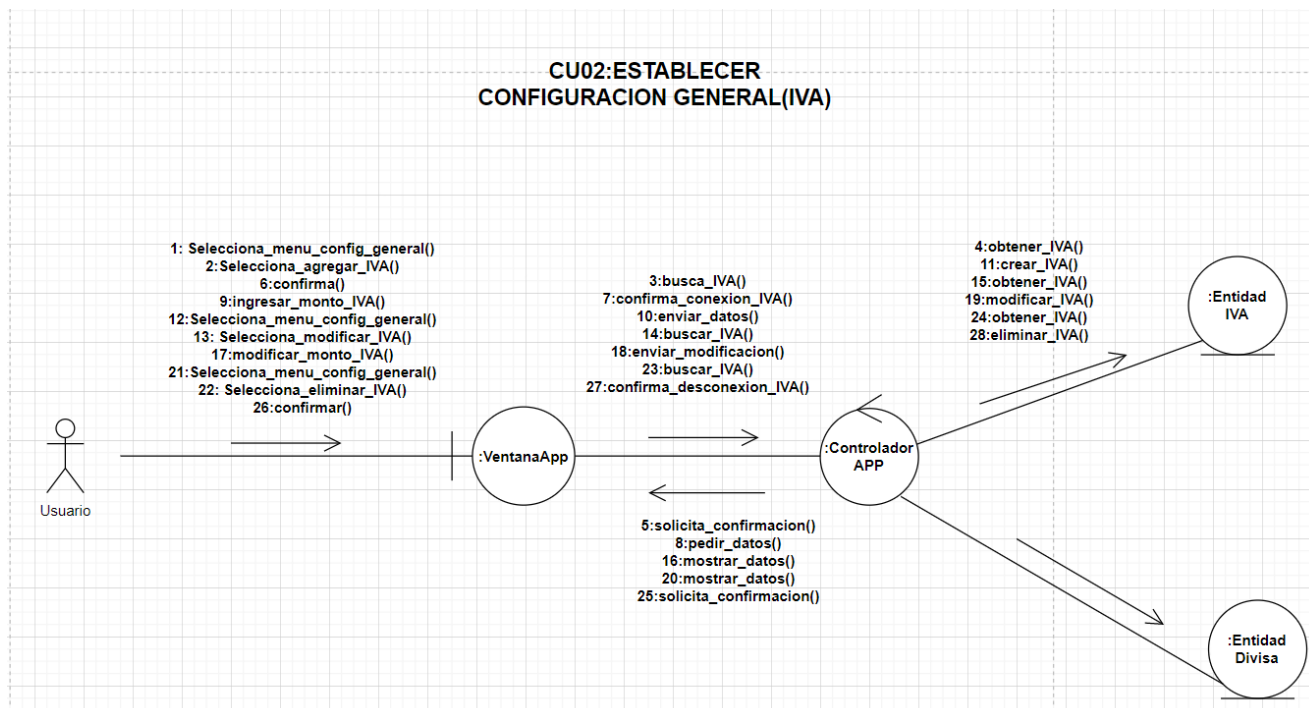 CU02:ESTABLECER
CONFIGURACION GENERAL(IVA)
1: Selecciona_menu_config_general()
2:Selecciona_agregar_IVA()
6:confirma()
9:ingresar_monto_IVA()
12:Selecciona_menu_config_general()
13: Selecciona_modificar_IVA()
17:modificar_monto_IVA()
21:Selecciona_menu_config_general()
22: Selecciona_eliminar_IVA()
26:confirmar()
3:busca_IVA()
7:confirma_conexion_IVA()
10:enviar_datos()
14:buscar_IVA()
18:enviar_modificacion()
23:buscar_IVA()
27:confirma_desconexion_IVA()
4:obtener_IVA()
11:crear_IVA()
15:obtener_IVA()
19:modificar_IVA()
24:obtener_IVA()
28:eliminar_IVA()
:Entidad
IVA
Usuario
:VentanaApp
:Controlador
APP
5:solicita_confirmacion()
8:pedir_datos()
16:mostrar_datos()
20:mostrar_datos()
25:solicita_confirmacion()
:Entidad
Divisa